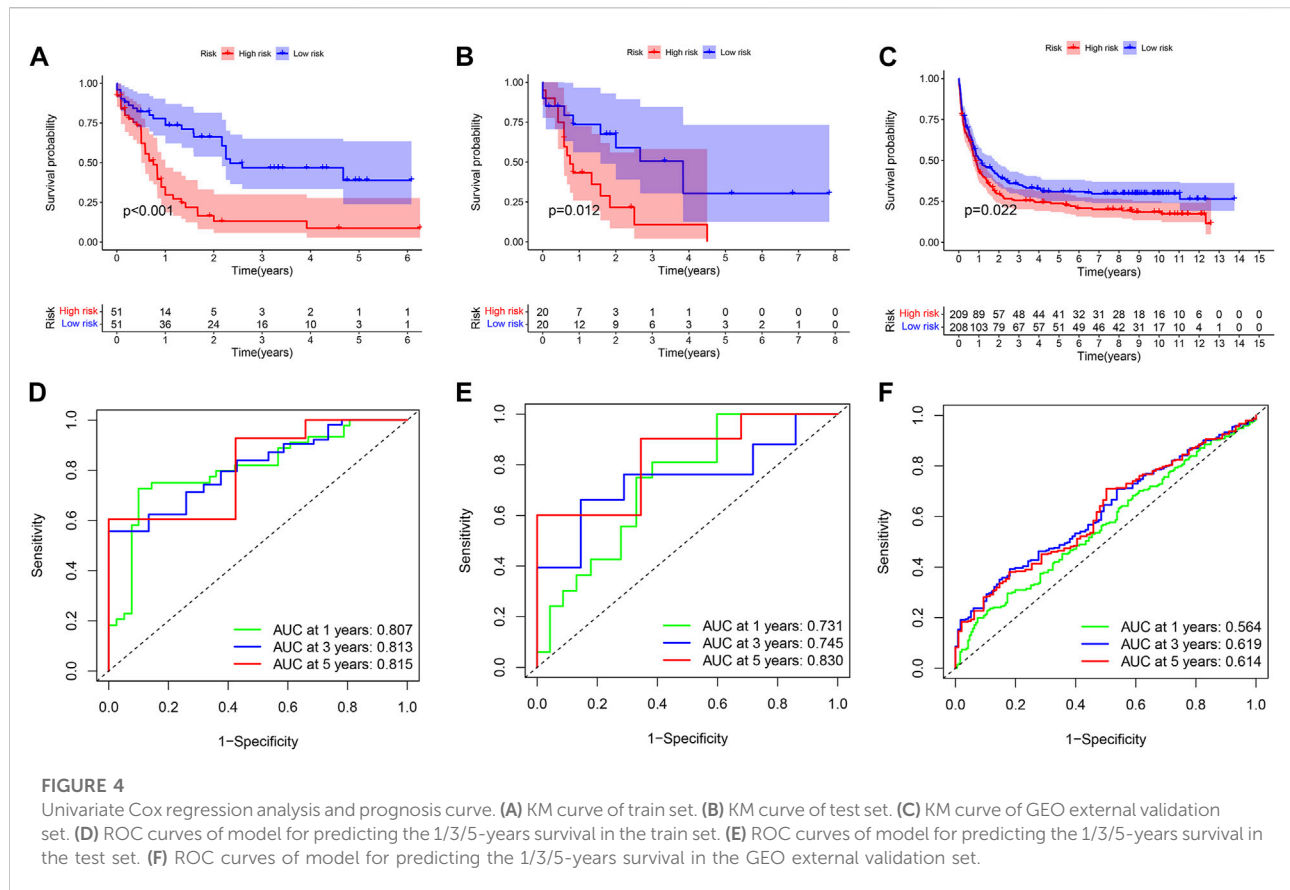 A
Risk High risk Low risk
Survival probability
1.00
0.75
0.50
0.25
0.00
p<0.001
0 1 2 3 4 5 6
Time(years)
Risk
High risk 51 14 5 3 2 1 1
Low risk 51 36 24 16 10 3 1
0 1 2 3 4 5 6
Time(years)
B
Risk High risk Low risk
Survival probability
1.00
0.75
0.50
0.25
0.00
p=0.012
0 1 2 3 4 5 6 7 8
Time(years)
Risk
High risk 20 7 3 1 1 0 0 0 0
Low risk 20 12 9 6 3 3 2 1 0
0 1 2 3 4 5 6 7 8
Time(years)
C
Risk High risk Low risk
Survival probability
1.00
0.75
0.50
0.25
0.00
p=0.022
0 1 2 3 4 5 6 7 8 9 10 11 12 13 14 15
Time(years)
Risk
High risk 209 89 57 48 44 41 32 31 28 18 16 10 6 0 0 0
Low risk 208 103 79 67 57 51 49 46 42 31 17 10 4 1 0 0
0 1 2 3 4 5 6 7 8 9 10 11 12 13 14 15
Time(years)
D
Sensitivity
1.0
0.8
0.6
0.4
0.2
0.0
AUC at 1 years: 0.807
AUC at 3 years: 0.813
AUC at 5 years: 0.815
0.0 0.2 0.4 0.6 0.8 1.0
1−Specificity
E
Sensitivity
1.0
0.8
0.6
0.4
0.2
0.0
AUC at 1 years: 0.731
AUC at 3 years: 0.745
AUC at 5 years: 0.830
0.0 0.2 0.4 0.6 0.8 1.0
1−Specificity
F
Sensitivity
1.0
0.8
0.6
0.4
0.2
0.0
AUC at 1 years: 0.564
AUC at 3 years: 0.619
AUC at 5 years: 0.614
0.0 0.2 0.4 0.6 0.8 1.0
1−Specificity
FIGURE 4
Univariate Cox regression analysis and prognosis curve. (A) KM curve of train set. (B) KM curve of test set. (C) KM curve of GEO external validation
set. (D) ROC curves of model for predicting the 1/3/5-years survival in the train set. (E) ROC curves of model for predicting the 1/3/5-years survival in
the test set. (F) ROC curves of model for predicting the 1/3/5-years survival in the GEO external validation set.